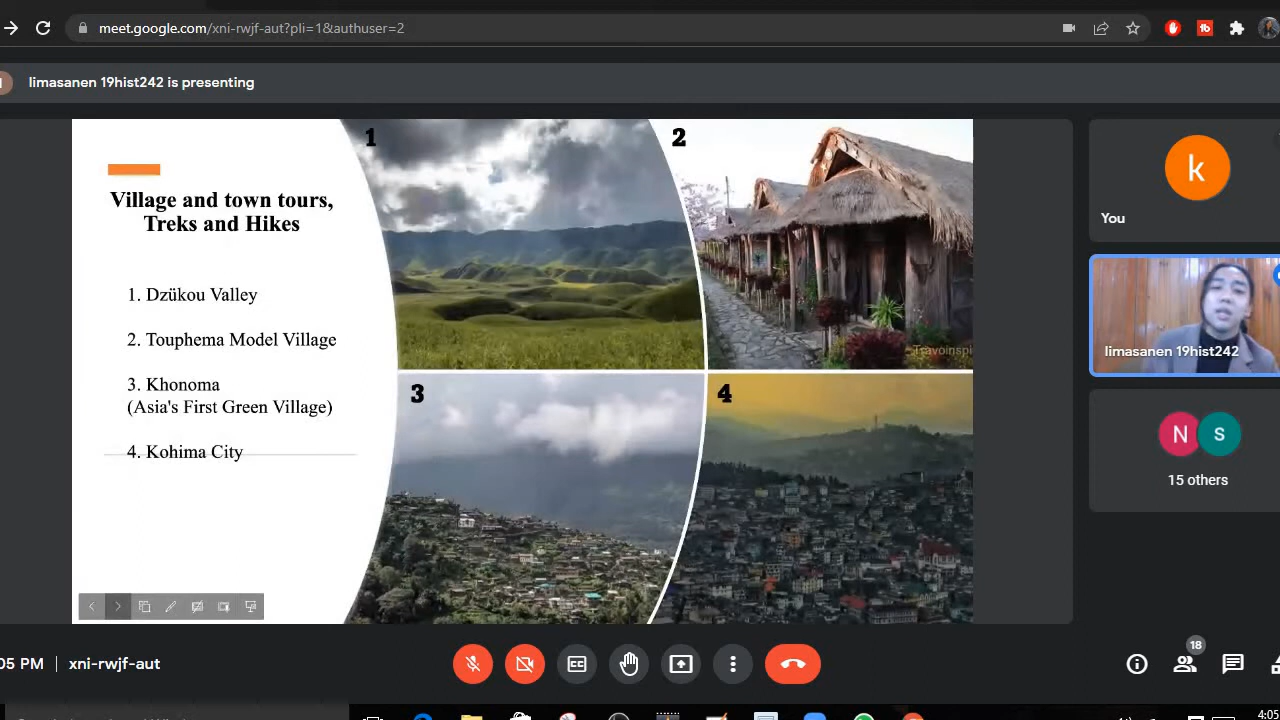 meet.google.com/xni-rwjf-aut?pli=1&authuser=2
limasanen 19hist242 is presenting
1
2
Village and town tours,
Treks and Hikes
1. Dzükou Valley
2. Touphema Model Village
3. Khonoma
(Asia's First Green Village)
4. Kohima City
3
4
k
You
limasanen 19hist242
N
S
15 others
05 PM
xni-rwjf-aut
18
4:05